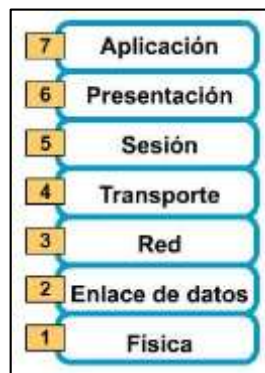 7 Aplicación
6 Presentación
5 Sesión
4 Transporte
3 Red
2 Enlace de datos
1 Física